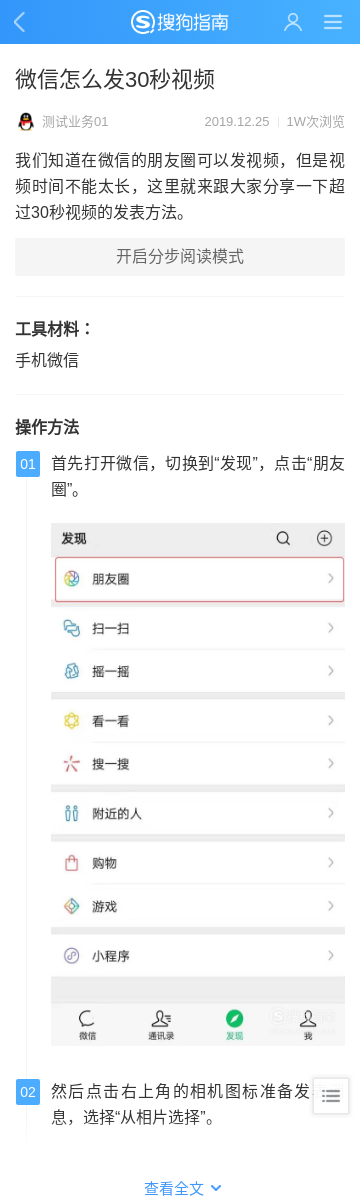 搜狗指南
微信怎么发30秒视频
测试业务01 2019.12.25 1W次浏览
我们知道在微信的朋友圈可以发视频，但是视
频时间不能太长，这里就来跟大家分享一下超
过30秒视频的发表方法。
开启分步阅读模式
工具材料：
手机微信
操作方法
01 首先打开微信，切换到“发现”，点击“朋友
圈”。
发现
朋友圈
扫一扫
摇一摇
看一看
搜一搜
附近的人
购物
游戏
小程序
微信 通讯录 发现 我
02 然后点击右上角的相机图标准备发
息，选择“从相片选择”。
查看全文